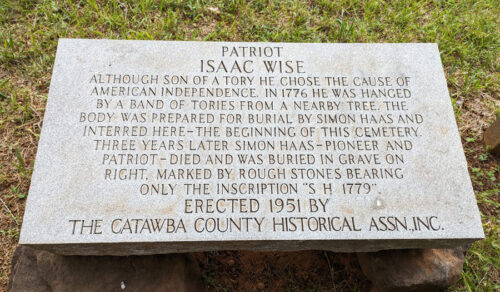 PATRIOT
ISAAC WISE
ALTHOUGH SON OF A TORY HE CHOSE THE CAUSE OF
AMERICAN INDEPENDENCE. IN 1776 HE WAS HANGED
BY A BAND OF TORIES FROM A NEARBY TREE. THE
BODY WAS PREPARED FOR BURIAL BY SIMON HAAS AND
INTERRED HERE-THE BEGINNING OF THIS CEMETERY.
THREE YEARS LATER SIMON HAAS-PIONEER AND
PATRIOT-DIED AND WAS BURIED IN GRAVE ON
RIGHT, MARKED BY ROUGH STONES BEARING
ONLY THE INSCRIPTION "S H 1779".
ERECTED 1951 BY
THE CATAWBA COUNTY HISTORICAL ASSN., INC.